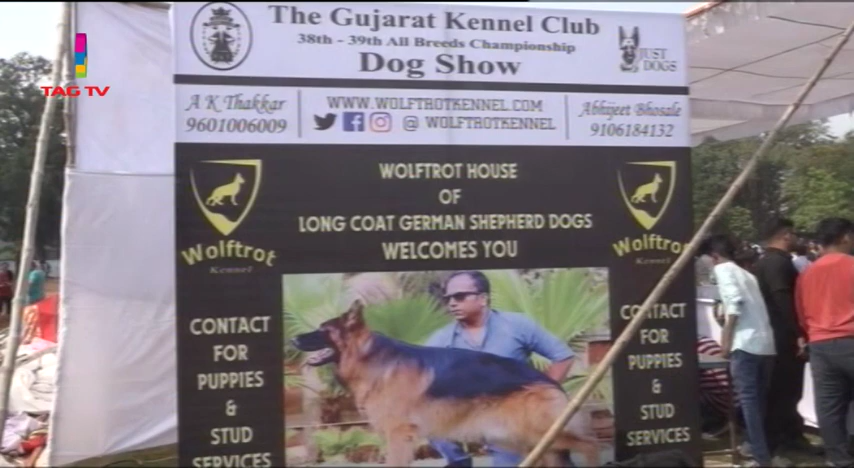 TAG TV
The Gujarat Kennel Club
38th - 39th All Breeds Championship
Dog Show
JUST
DOGS
A K Thakkar
9601006009
WWW.WOLFTROTKENNEL.COM
@ WOLFTROTKENNEL
Abhijeet Bhosale
9106184132
WOLFTROT HOUSE
OF
LONG COAT GERMAN SHEPHERD DOGS
WELCOMES YOU
Wolftrot
Kennel
Wolftrot
Kennel
CONTACT
FOR
PUPPIES
&
STUD
SERVICES
CONTACT
FOR
PUPPIES
&
STUD
SERVICES